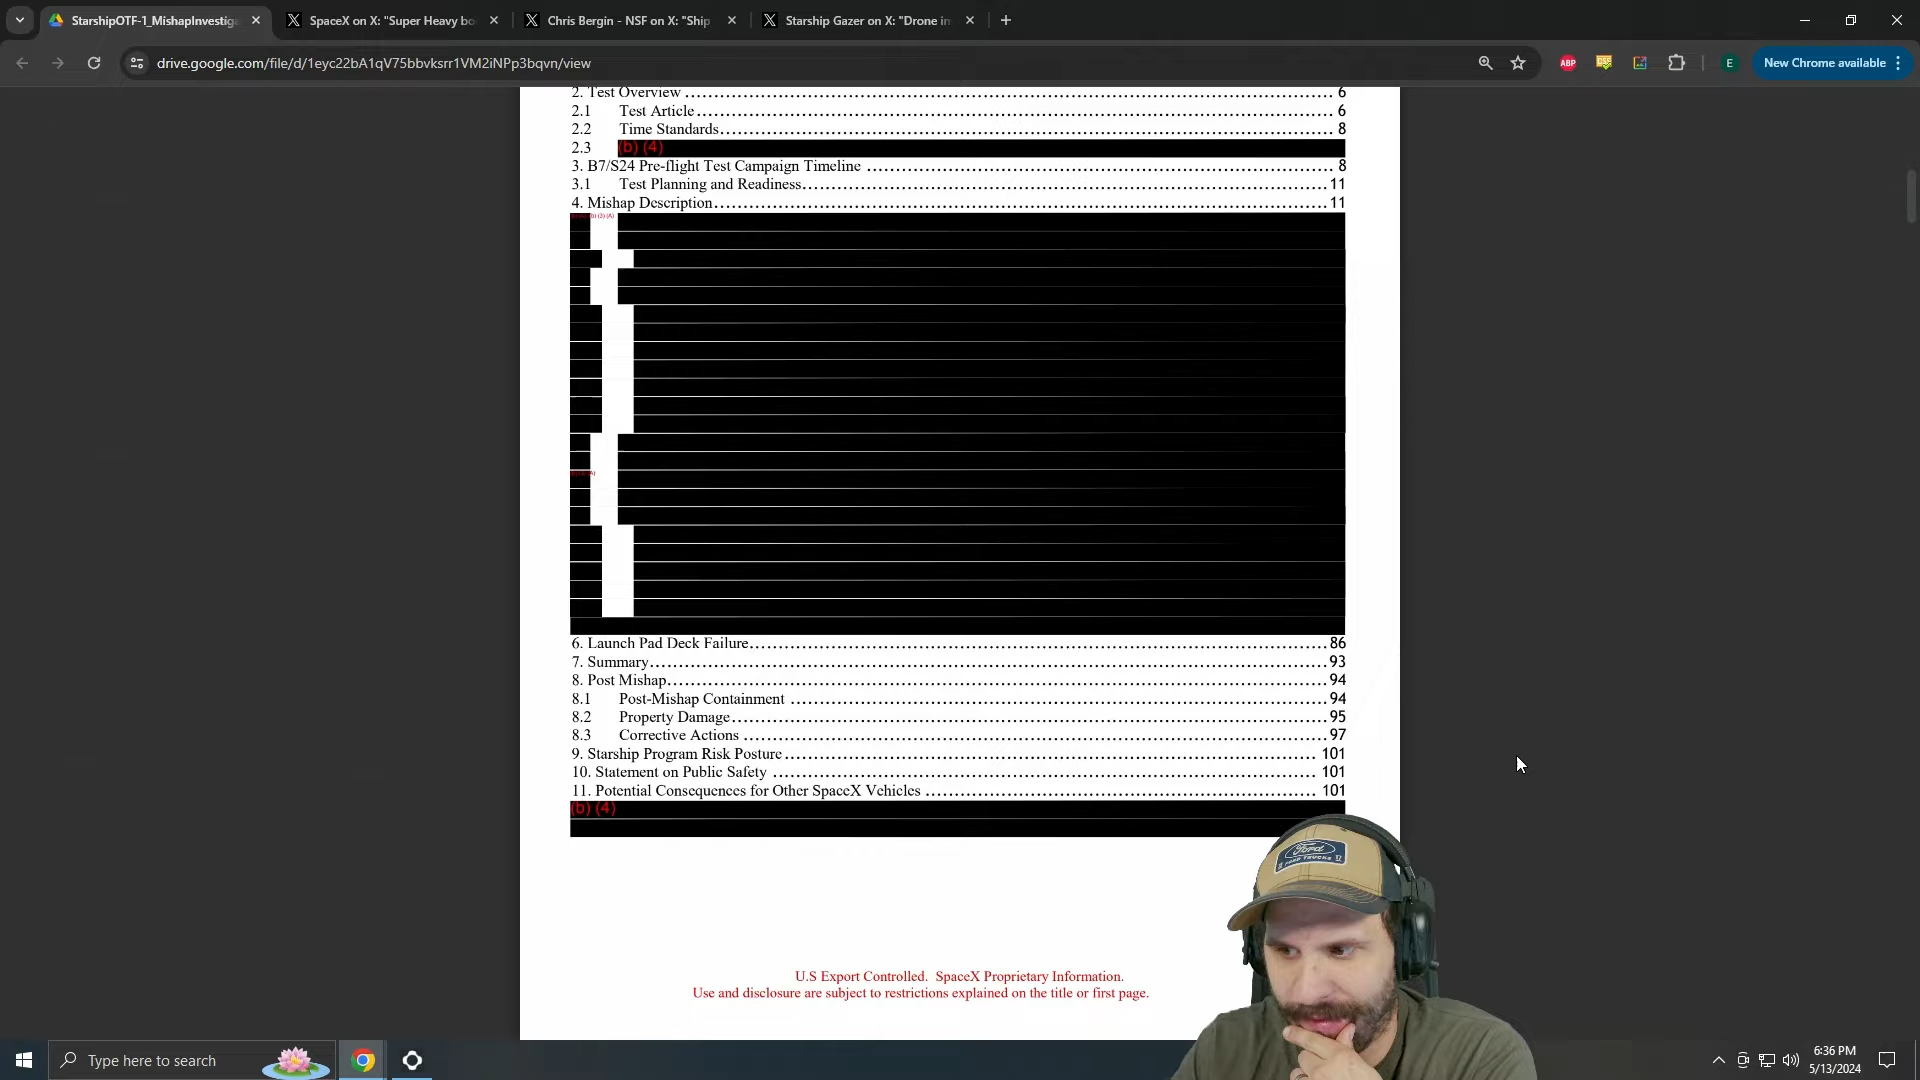 StarshipOTF-1_MishapInvestiga
SpaceX on X: "Super Heavy bo
Chris Bergin - NSF on X: "Ship
Starship Gazer on X: "Drone in
drive.google.com/file/d/1eyc22bA1qV75bbvksrr1VM2iNPp3bqvn/view
ABP
E
New Chrome available
2. Test Overview 6
2.1 Test Article 6
2.2 Time Standards 8
2.3 (b) (4)
3. B7/S24 Pre-flight Test Campaign Timeline 8
3.1 Test Planning and Readiness 11
4. Mishap Description 11
6. Launch Pad Deck Failure 86
7. Summary 93
8. Post Mishap 94
8.1 Post-Mishap Containment 94
8.2 Property Damage 95
8.3 Corrective Actions 97
9. Starship Program Risk Posture 101
10. Statement on Public Safety 101
11. Potential Consequences for Other SpaceX Vehicles 101
(b) (4)
U.S Export Controlled. SpaceX Proprietary Information.
Use and disclosure are subject to restrictions explained on the title or first page.
Ford
FORD TRUCKS
Type here to search
6:36 PM
5/13/2024